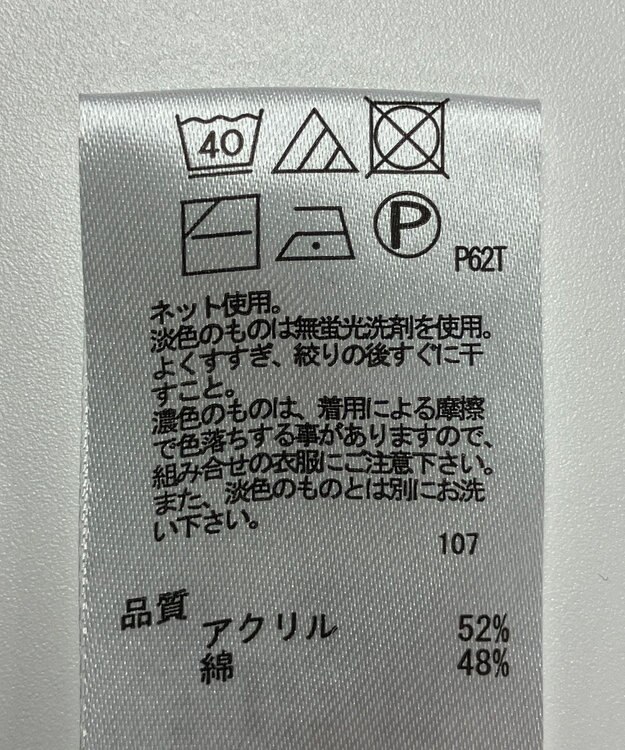 40
P
P62T
ネット使用。
淡色のものは無蛍光洗剤を使用。
よくすすぎ、絞りの後すぐに干
すこと。
濃色のものは、着用による摩擦
で色落ちする事がありますので、
組み合せの衣服にご注意下さい。
また、淡色のものとは別にお洗
い下さい。
107
品質
アクリル 52%
綿 48%